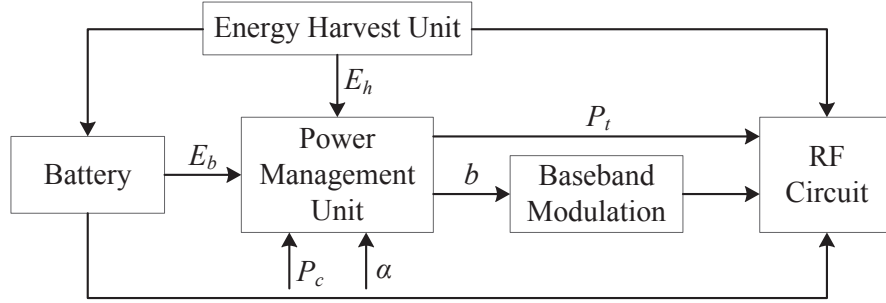 Energy Harvest Unit
E_h
P_t
Battery
E_b
Power
Management
Unit
b
Baseband
Modulation
RF
Circuit
P_c
α